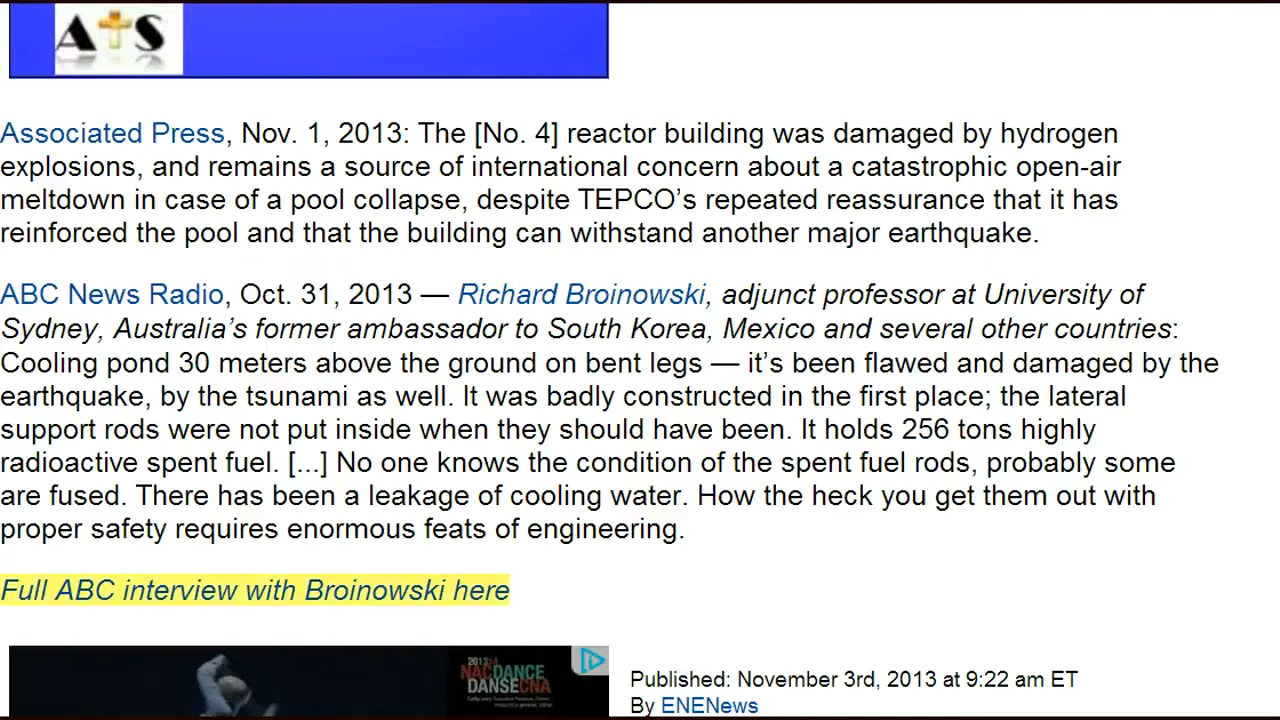 ATS
Associated Press, Nov. 1, 2013: The [No. 4] reactor building was damaged by hydrogen
explosions, and remains a source of international concern about a catastrophic open-air
meltdown in case of a pool collapse, despite TEPCO’s repeated reassurance that it has
reinforced the pool and that the building can withstand another major earthquake.
ABC News Radio, Oct. 31, 2013 — Richard Broinowski, adjunct professor at University of
Sydney, Australia’s former ambassador to South Korea, Mexico and several other countries:
Cooling pond 30 meters above the ground on bent legs — it’s been flawed and damaged by the
earthquake, by the tsunami as well. It was badly constructed in the first place; the lateral
support rods were not put inside when they should have been. It holds 256 tons highly
radioactive spent fuel. [...] No one knows the condition of the spent fuel rods, probably some
are fused. There has been a leakage of cooling water. How the heck you get them out with
proper safety requires enormous feats of engineering.
Full ABC interview with Broinowski here
NACDANCE
DANSECNA
Published: November 3rd, 2013 at 9:22 am ET
By ENENews